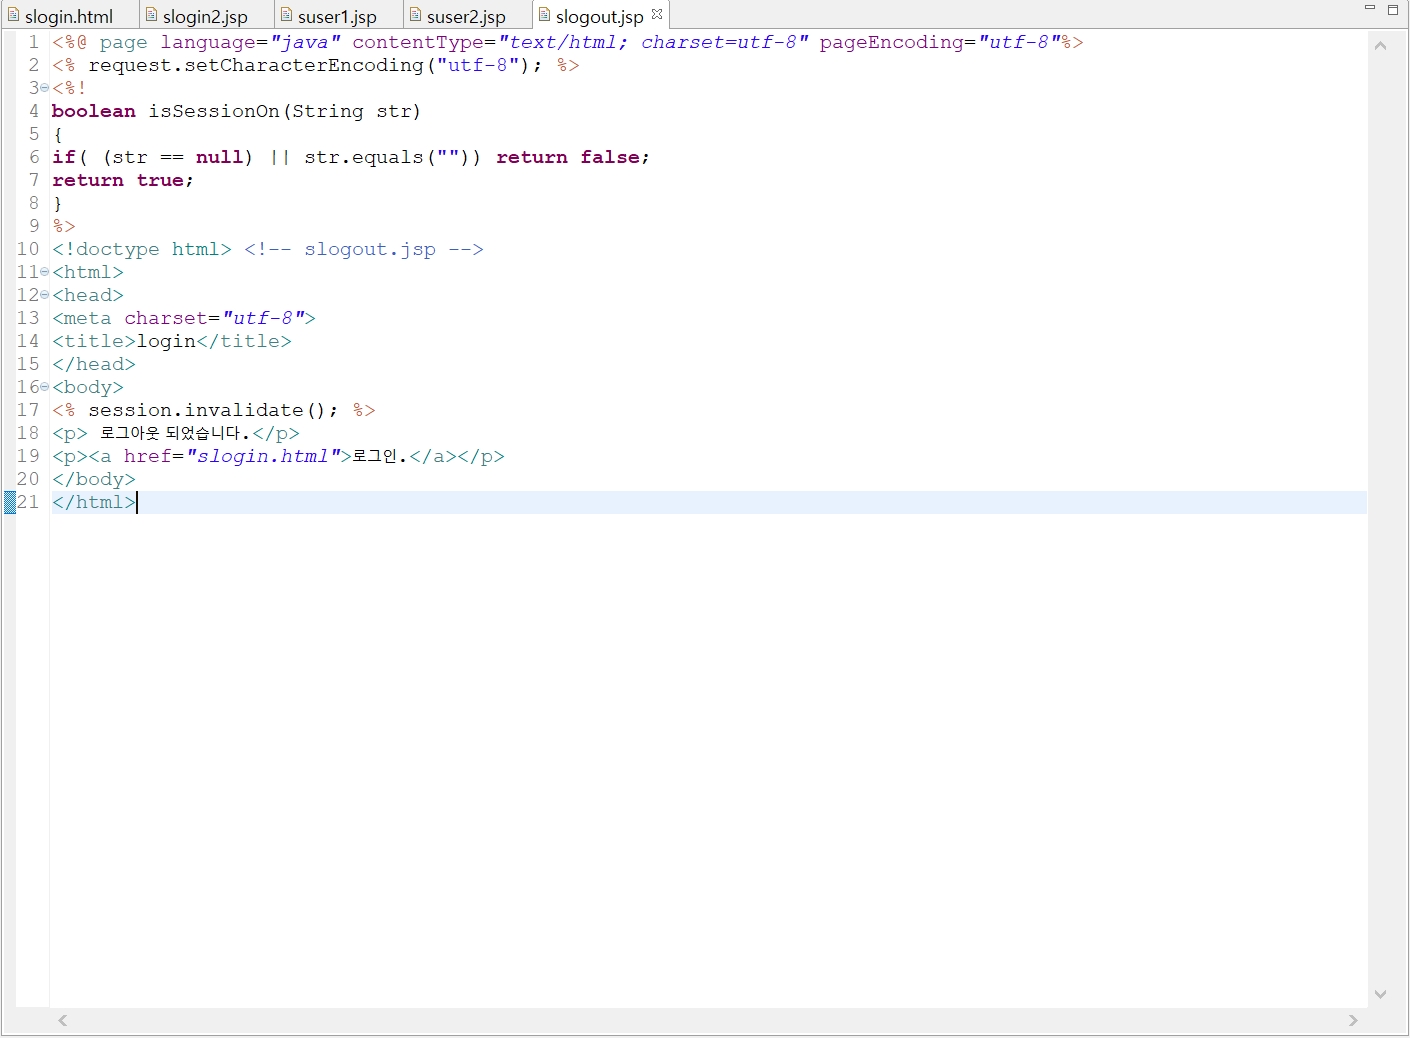 slogin.html slogin2.jsp suser1.jsp suser2.jsp slogout.jsp
1 <%@ page language="java" contentType="text/html; charset=utf-8" pageEncoding="utf-8"%>
2 <% request.setCharacterEncoding("utf-8"); %>
3 <%!
4 boolean isSessionOn(String str)
5 {
6 if( (str == null) || str.equals("")) return false;
7 return true;
8 }
9 %>
10 <!doctype html> <!-- slogout.jsp -->
11 <html>
12 <head>
13 <meta charset="utf-8">
14 <title>login</title>
15 </head>
16 <body>
17 <% session.invalidate(); %>
18 <p> 로그아웃 되었습니다.</p>
19 <p><a href="slogin.html">로그인.</a></p>
20 </body>
21 </html>